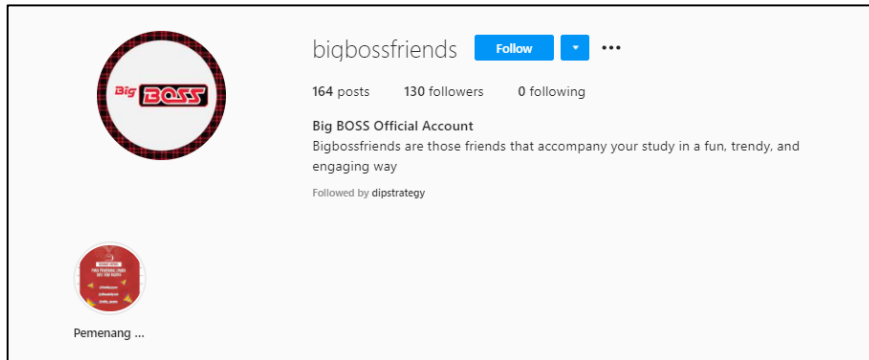 Big BOSS
bigbossfriends Follow
164 posts 130 followers 0 following
Big BOSS Official Account
Bigbossfriends are those friends that accompany your study in a fun, trendy, and
engaging way
Followed by dipstrategy
Pemenang ...